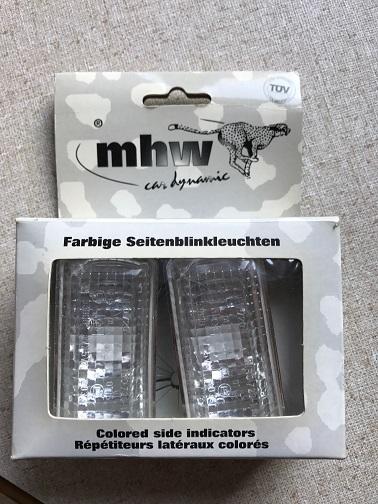 TÜV
®
mhw
car dynamic
Farbige Seitenblinkleuchten
Colored side indicators
Répétiteurs latéraux colorés